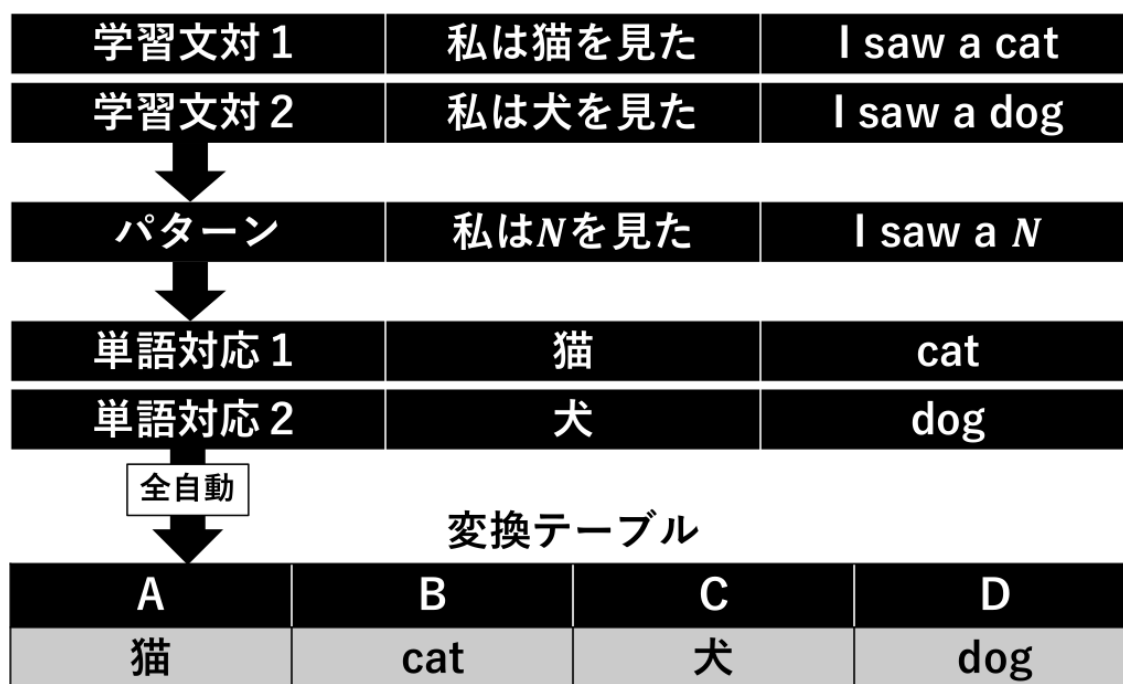 学習文対1 私は猫を見た I saw a cat
学習文対2 私は犬を見た I saw a dog
パターン 私はNを見た I saw a N
単語対応1 猫 cat
単語対応2 犬 dog
全自動
変換テーブル
A B C D
猫 cat 犬 dog